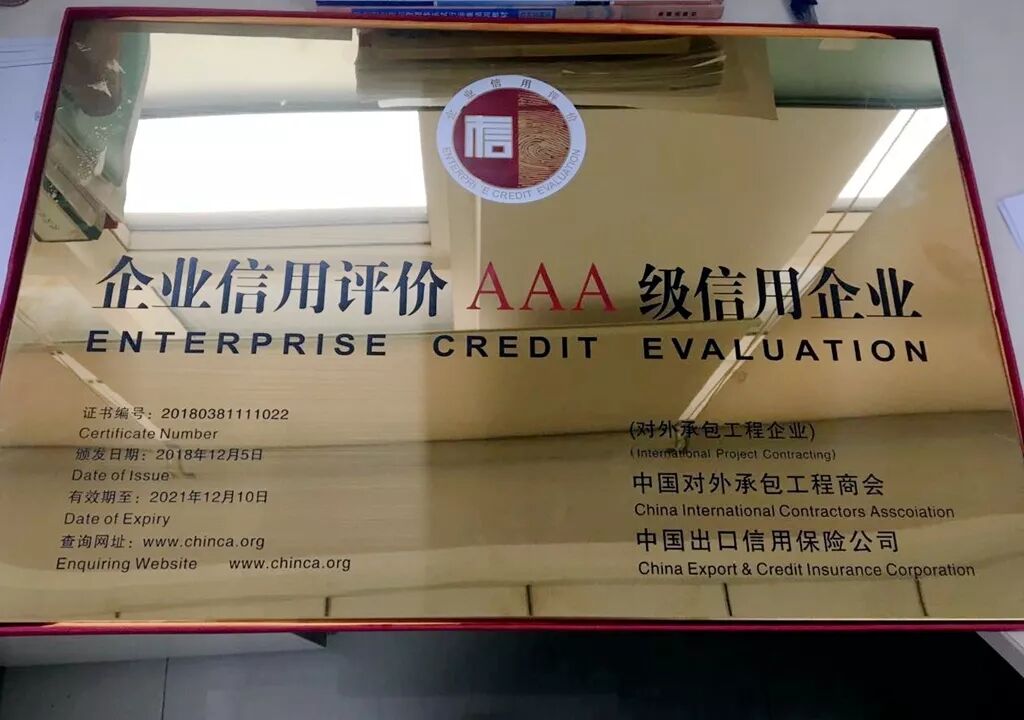 企业信用评价
信
ENTERPRISE CREDIT EVALUATION
企业信用评价 AAA 级信用企业
ENTERPRISE CREDIT EVALUATION
证书编号：20180381111022
Certificate Number
颁发日期：2018年12月5日
Date of Issue
有效期至：2021年12月10日
Date of Expiry
查询网址：www.chinca.org
Enquiring Website www.chinca.org
(对外承包工程企业)
(International Project Contracting)
中国对外承包工程商会
China International Contractors Asscoiation
中国出口信用保险公司
China Export & Credit Insurance Corporation